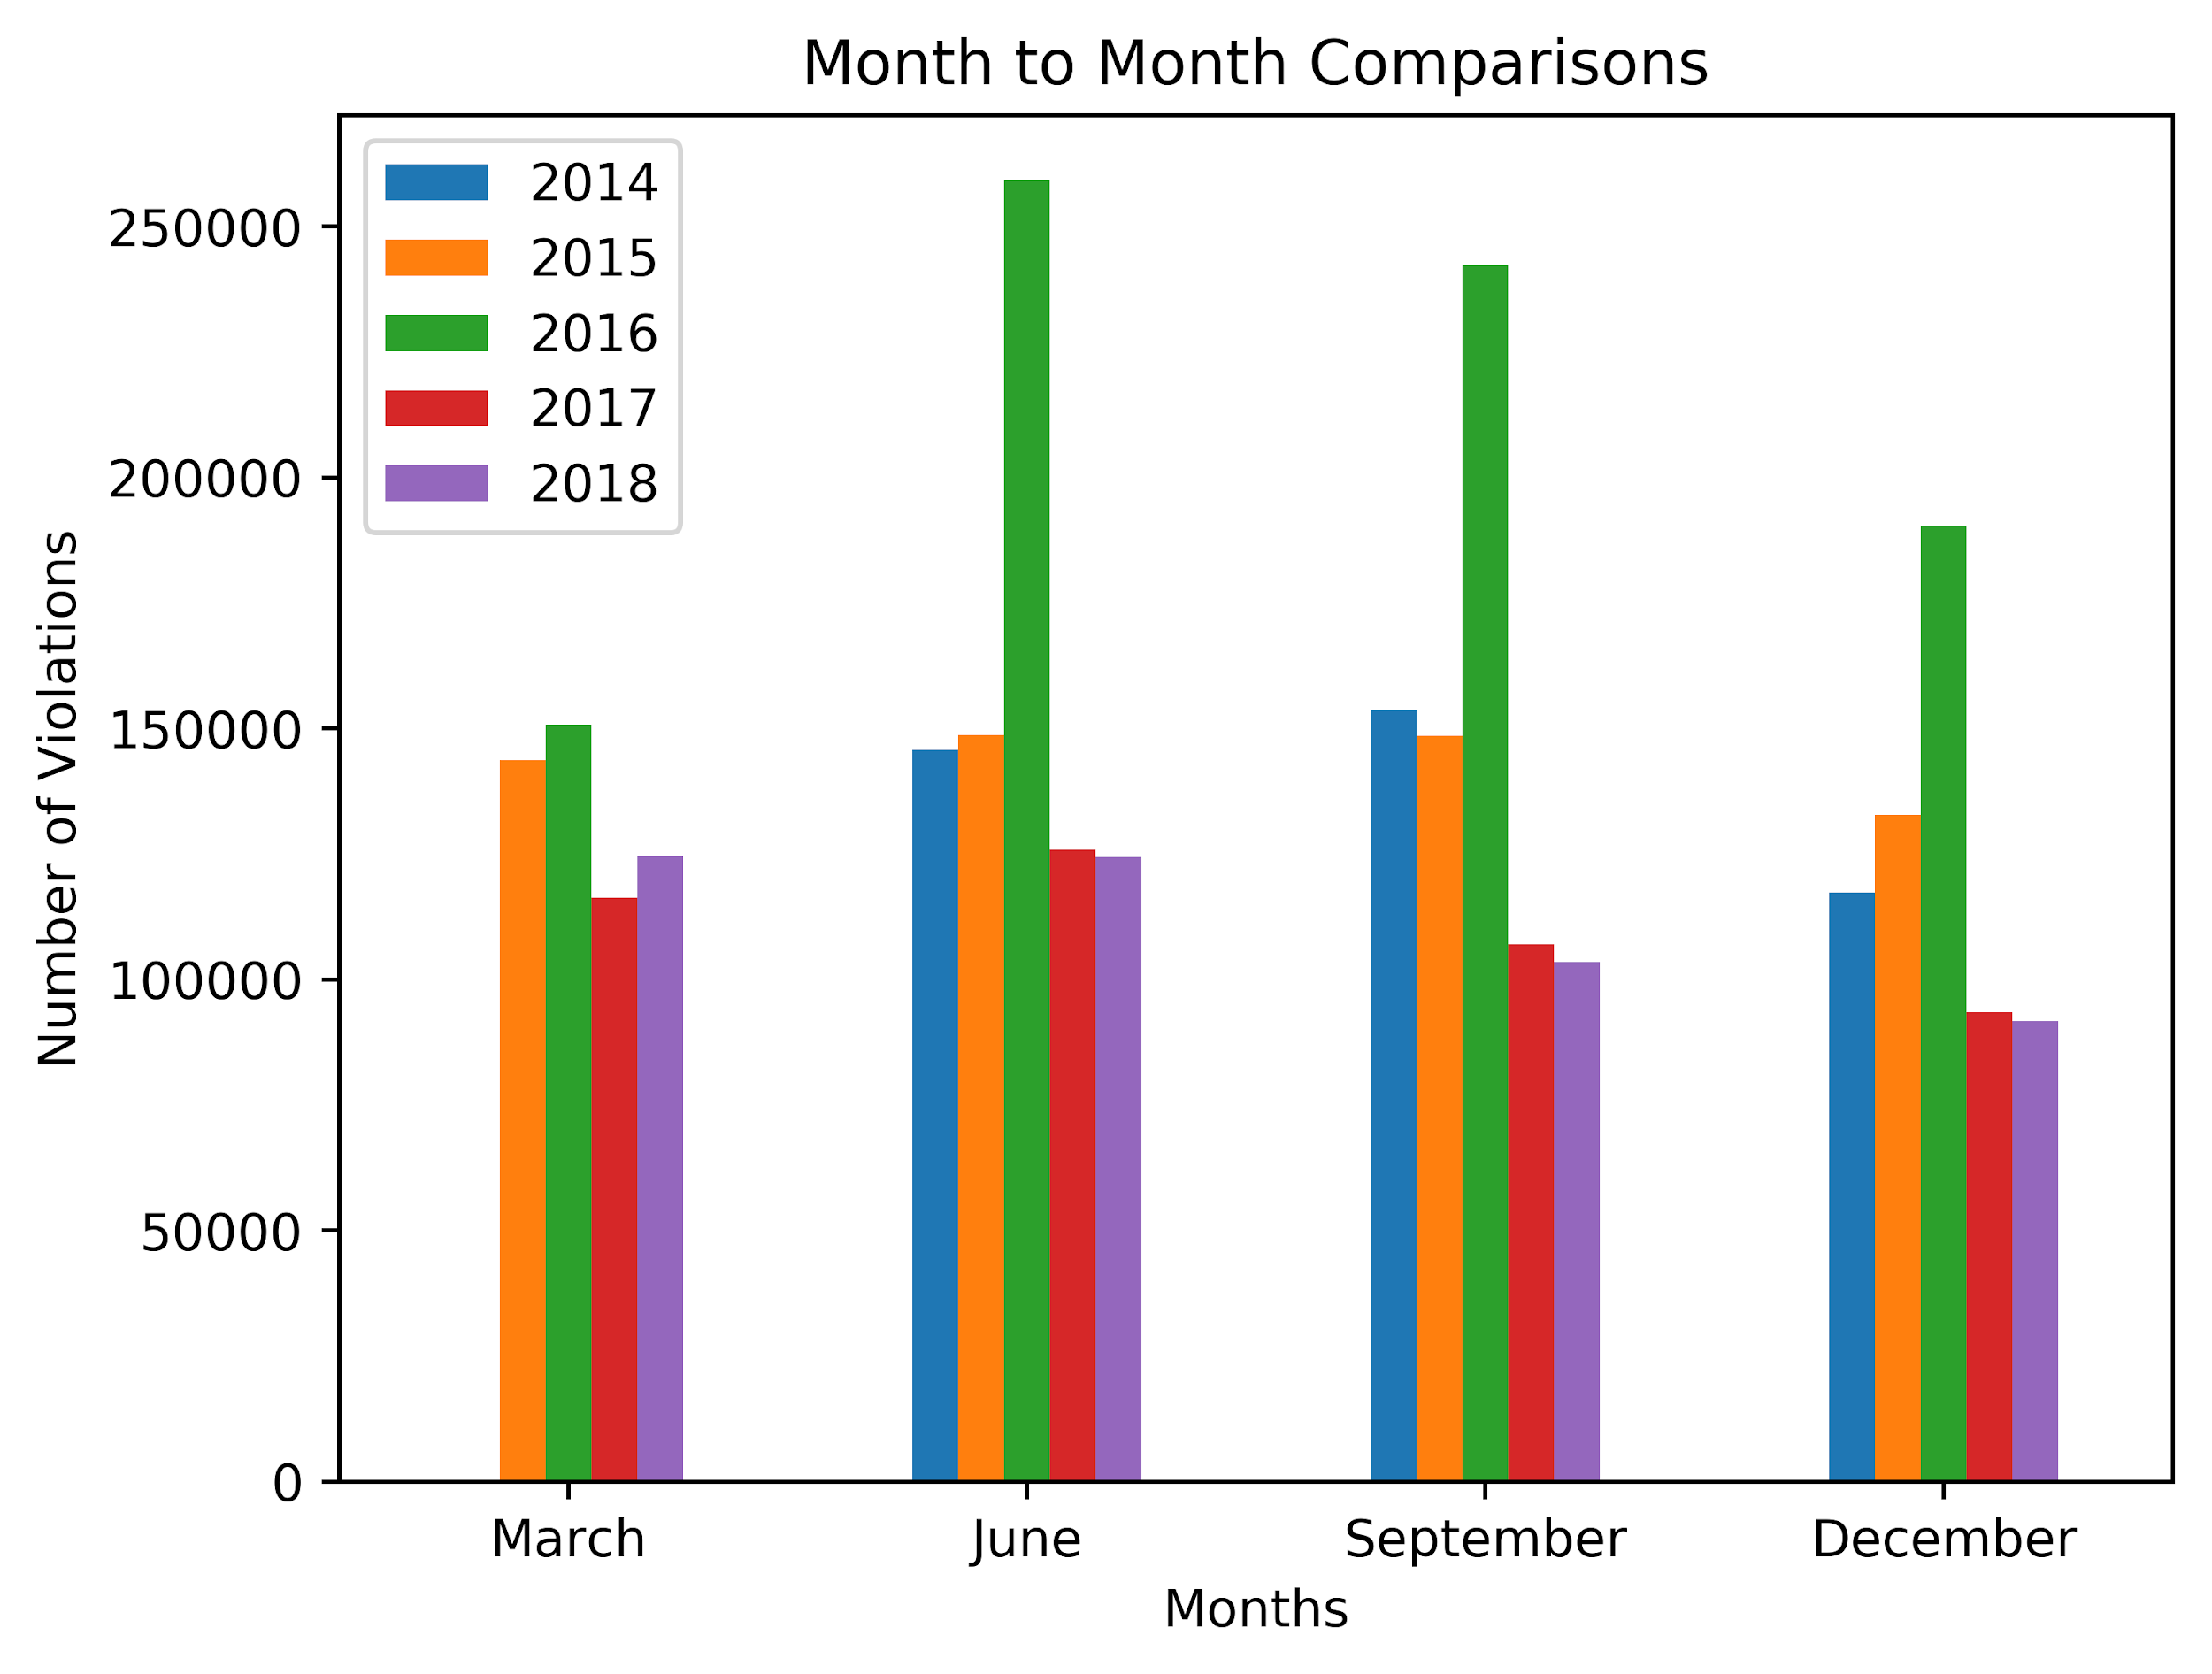 Month to Month Comparisons
2014
2015
2016
2017
2018
250000
200000
150000
100000
50000
0
Number of Violations
March June September December
Months